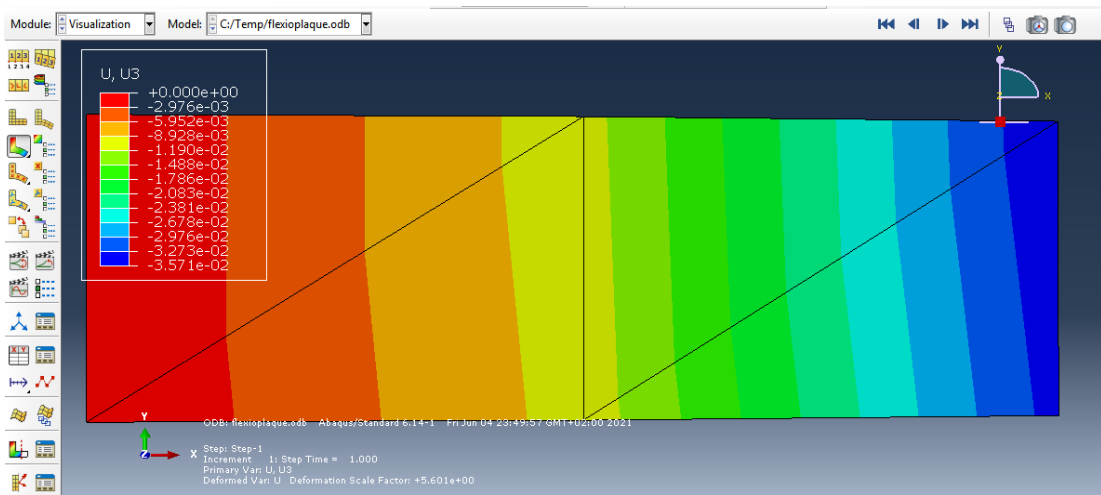 Module: Visualization Model: C:/Temp/flexioplaque.odb
U, U3
+0.000e+00
-2.976e-03
-5.952e-03
-8.928e-03
-1.190e-02
-1.488e-02
-1.786e-02
-2.083e-02
-2.381e-02
-2.678e-02
-2.976e-02
-3.273e-02
-3.571e-02
Y
Z X
Y
Z X
ODB: flexioplaque.odb Abaqus/Standard 6.14-1 Fri Jun 04 23:49:57 GMT+02:00 2021
Step: Step-1
Increment 1: Step Time = 1.000
Primary Var: U, U3
Deformed Var: U Deformation Scale Factor: +5.601e+00